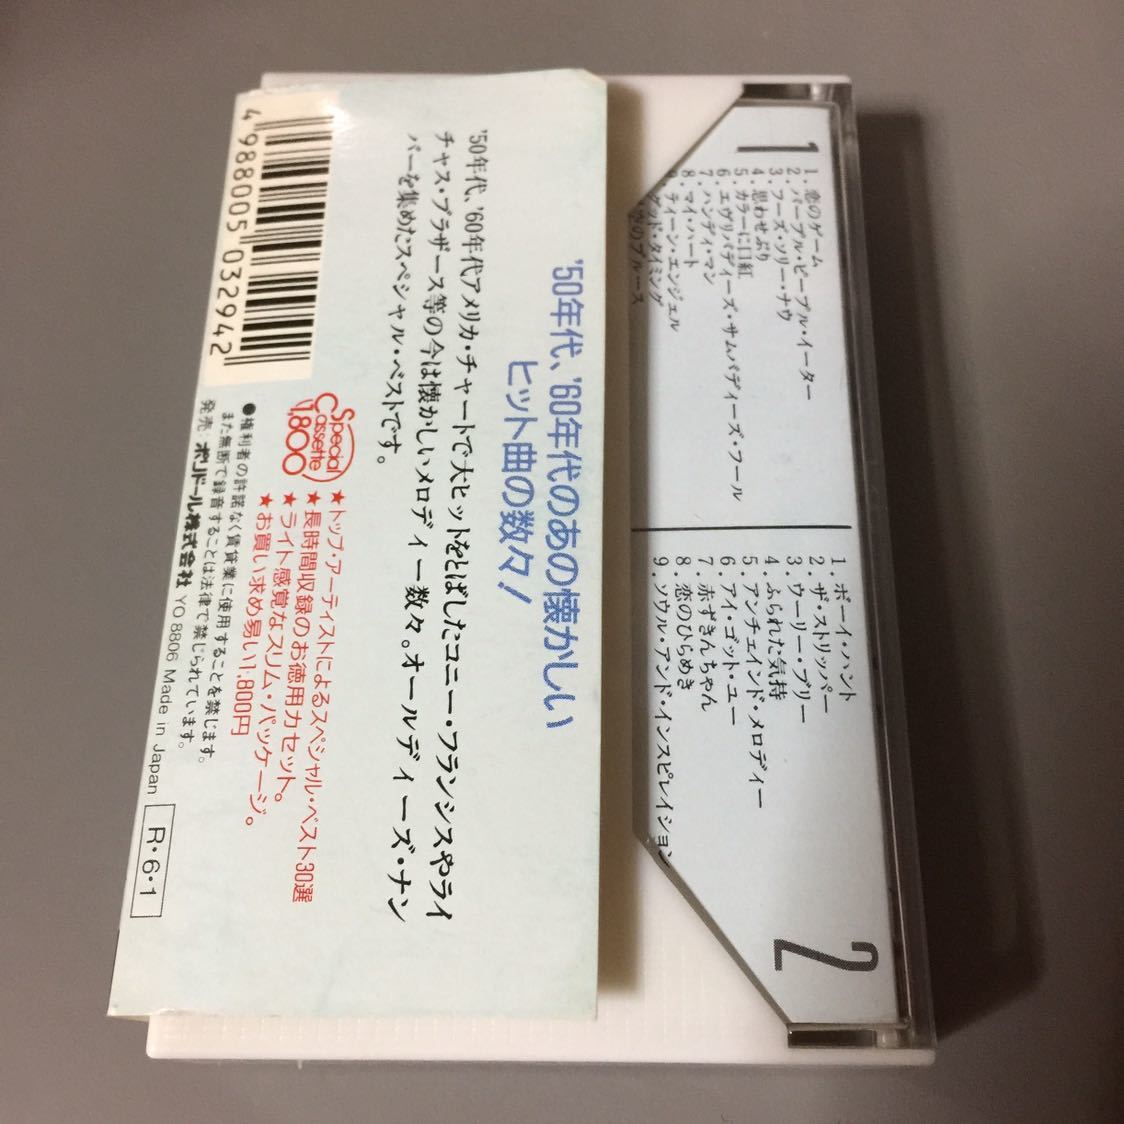 '50年代、'60年代のあの懐かしい
ヒット曲の数々!
'50年代、'60年代アメリカ・チャートで大ヒットをとばしたコニー・フランシスやライ
チャス・ブラザース等の今は懐かしいメロディー数々。オールディーズ・ナン
バーを集めたスペシャル・ベストです。
Special
Cassette
1,800
★トップ・アーティストによるスペシャル・ベスト30選
★長時間収録のお徳用カセット。
★ライト感覚なスリム・パッケージ。
★お買い求め易い1.800円
●権利者の許諾なく賃貸業に使用することを禁じます。
また無断で録音することは法律で禁じられています。
発売:ポリドール株式会社 YO 8806 Made in Japan
R・6・1
4 988005 032942
1
1. 恋のゲーム
2. パープル・ピープル・イーター
3. フーズ・ソリー・ナウ
4. 思わせぶり
5. カラーに口紅
6. エヴリバディーズ・サムバディーズ・フール
7. ハンディ・マン
8. マイ・ハート
9. ティーン・エンジェル
グッド・タイミング
空のブルース
2
1. ボーイ・ハント
2. ザ・ストリッパー
3. ウーリー・ブリー
4. ふられた気持
5. アンチェインド・メロディー
6. アイ・ゴット・ユー
7. 赤ずきんちゃん
8. 恋のひらめき
9. ソウル・アンド・インスピレイション